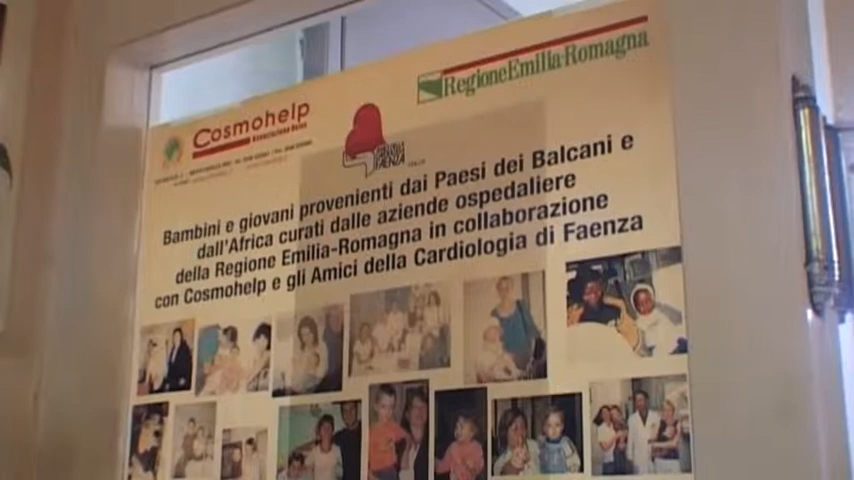 Cosmohelp
RegioneEmilia-Romagna
FAENZA
Bambini e giovani provenienti dai Paesi dei Balcani e
dall'Africa curati dalle aziende ospedaliere
della Regione Emilia-Romagna in collaborazione
con Cosmohelp e gli Amici della Cardiologia di Faenza